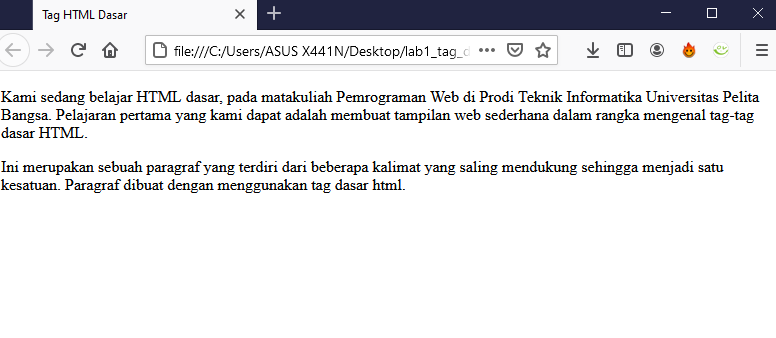 Tag HTML Dasar
file:///C:/Users/ASUS X441N/Desktop/lab1_tag_d
Kami sedang belajar HTML dasar, pada matakuliah Pemrograman Web di Prodi Teknik Informatika Universitas Pelita
Bangsa. Pelajaran pertama yang kami dapat adalah membuat tampilan web sederhana dalam rangka mengenal tag-tag
dasar HTML.
Ini merupakan sebuah paragraf yang terdiri dari beberapa kalimat yang saling mendukung sehingga menjadi satu
kesatuan. Paragraf dibuat dengan menggunakan tag dasar html.